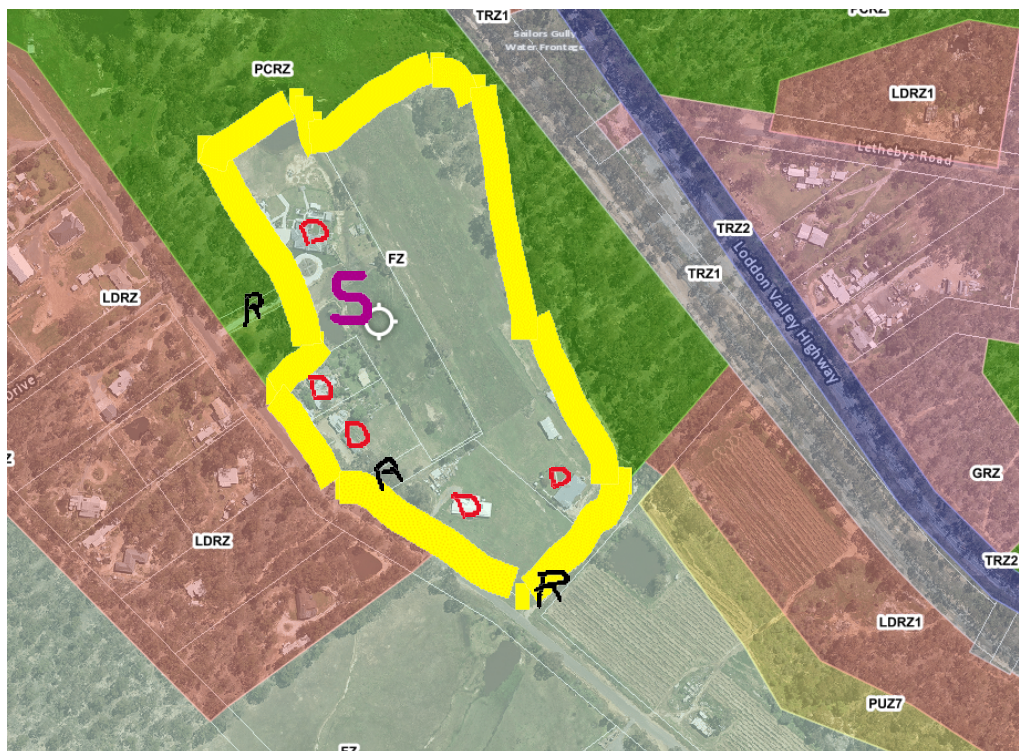 TRZ1
PCRZ
Sailors Gully
Water Frontage
PCRZ
LDRZ1
Lethebys Road
D
TRZ2
FZ
TRZ1
LDRZ
R
S
Loddon Valley Highway
Drive
D
D
Z
R
D
D
GRZ
LDRZ
TRZ2
R
LDRZ1
PUZ7
FZ